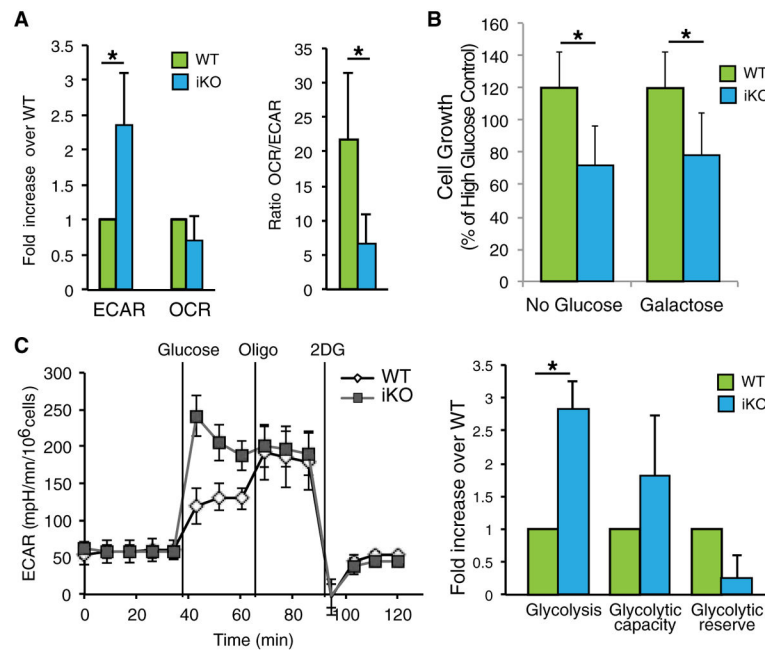 A
Fold increase over WT
3.5
3
2.5
2
1.5
1
0.5
0
*
WT
iKO
ECAR
OCR
Ratio OCR/ECAR
35
30
25
20
15
10
5
0
*
B
Cell Growth
(% of High Glucose Control)
160
140
120
100
80
60
40
20
0
*
*
WT
iKO
No Glucose
Galactose
C
ECAR (mpH/mn/10⁶cells)
300
250
200
150
100
50
0
Glucose
Oligo
2DG
WT
iKO
0
20
40
60
80
100
120
Time (min)
Fold increase over WT
3.5
3
2.5
2
1.5
1
0.5
0
*
WT
iKO
Glycolysis
Glycolytic
capacity
Glycolytic
reserve